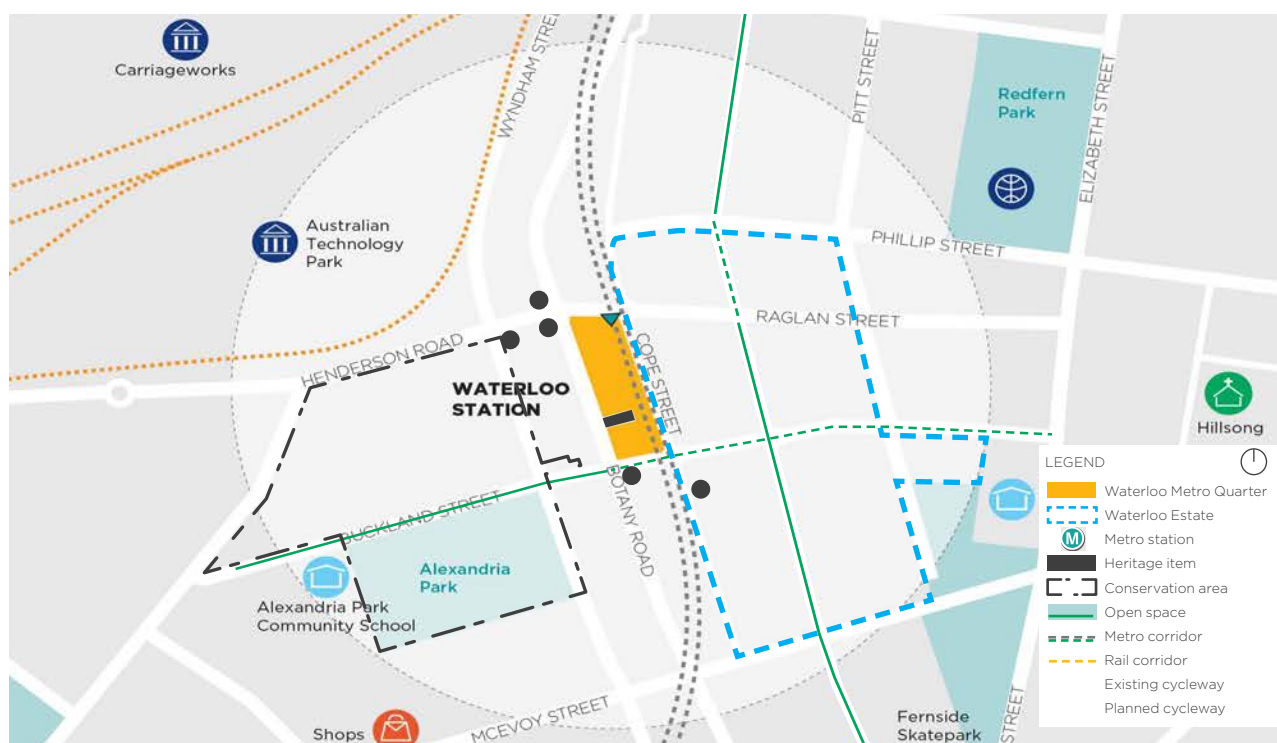 Carriageworks
WYNDHAM STREET
PITT STREET
Redfern
Park
ELIZABETH STREET
Australian
Technology
Park
PHILLIP STREET
RAGLAN STREET
HENDERSON ROAD
COPE STREET
WATERLOO
STATION
Hillsong
BUCKLAND STREET
BOTANY ROAD
Alexandria
Park
Alexandria Park
Community School
MCEVOY STREET
Shops
Fernside
Skatepark
STREET
LEGEND
Waterloo Metro Quarter
Waterloo Estate
M
Metro station
Heritage item
Conservation area
Open space
Metro corridor
Rail corridor
Existing cycleway
Planned cycleway